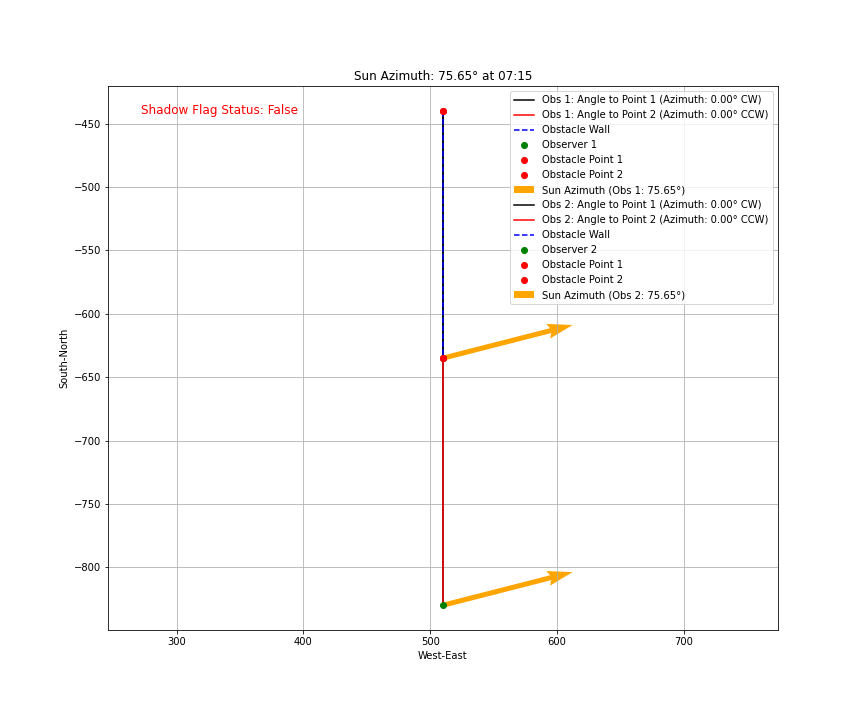 Sun Azimuth: 75.65° at 07:15
Shadow Flag Status: False
Obs 1: Angle to Point 1 (Azimuth: 0.00° CW)
Obs 1: Angle to Point 2 (Azimuth: 0.00° CCW)
Obstacle Wall
Observer 1
Obstacle Point 1
Obstacle Point 2
Sun Azimuth (Obs 1: 75.65°)
Obs 2: Angle to Point 1 (Azimuth: 0.00° CW)
Obs 2: Angle to Point 2 (Azimuth: 0.00° CCW)
Obstacle Wall
Observer 2
Obstacle Point 1
Obstacle Point 2
Sun Azimuth (Obs 2: 75.65°)
South-North
−450
−500
−550
−600
−650
−700
−750
−800
300 400 500 600 700
West-East